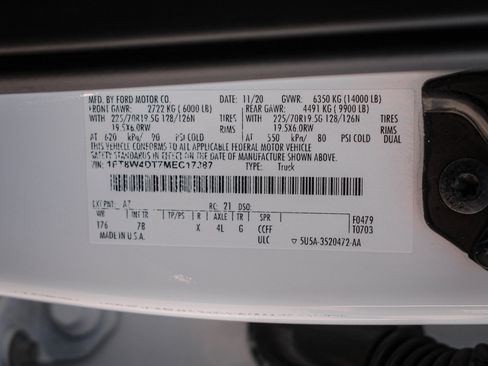 MFD. BY FORD MOTOR CO. 11/20 GVWR: 6350 KG (14000 LB)
FRONT GAWR: 2722 KG (6000 LB) REAR GAWR: 4491 KG (9900 LB)
WITH 225/70R19.5G 128/126N TIRES WITH 225/70R19.5G 128/126N TIRES
19.5X6.0RW RIMS 19.5X6.0RW RIMS
AT 620 kPa/ 90 PSI COLD AT 550 kPa/ 80 PSI COLD DUAL
THIS VEHICLE CONFORMS TO ALL APPLICABLE FEDERAL MOTOR VEHICLE
SAFETY STANDARDS IN EFFECT ON THE DATE OF MANUFACTURE SHOWN ABOVE.
VIN: 1FT8W4DT7MEC17387 TYPE: Truck
EXT PNT: AZ RC: 21 DSO: F0479
WB INT TR TP/PS R AXLE TR SPR T0703
176 7B X 4L G CCFF
MADE IN U.S.A. ULC 5U5A-3520472-AA